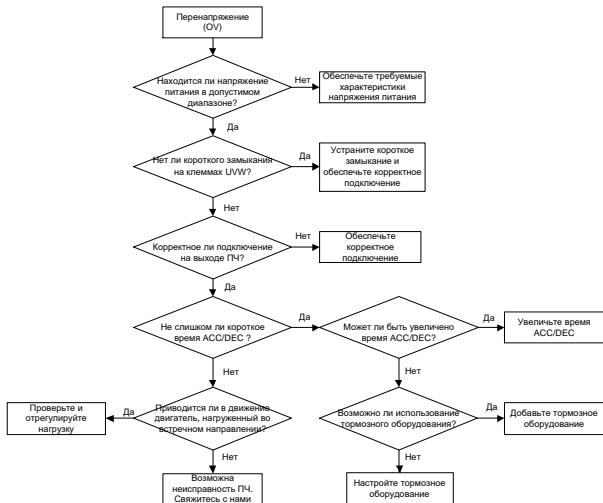 Перенапряжение
(OV)
Находится ли напряжение
питания в допустимом
диапазоне?
Нет
Обеспечьте требуемые
характеристики
напряжения питания
Да
Нет ли короткого замыкания
на клеммах UVW?
Да
Устраните короткое
замыкание и
обеспечьте корректное
подключение
Нет
Корректное ли подключение
на выходе ПЧ?
Нет
Обеспечьте
корректное
подключение
Да
Не слишком ли короткое
время ACC/DEC ?
Да
Может ли быть увеличено
время ACC/DEC?
Да
Увеличьте время
ACC/DEC
Нет
Нет
Проверьте и
отрегулируйте
нагрузку
Да
Приводится ли в движение
двигатель, нагруженный во
встречном направлении?
Возможно ли использование
тормозного оборудования?
Да
Добавьте тормозное
оборудование
Нет
Нет
Возможна
неисправность ПЧ.
Свяжитесь с нами
Настройте тормозное
оборудование